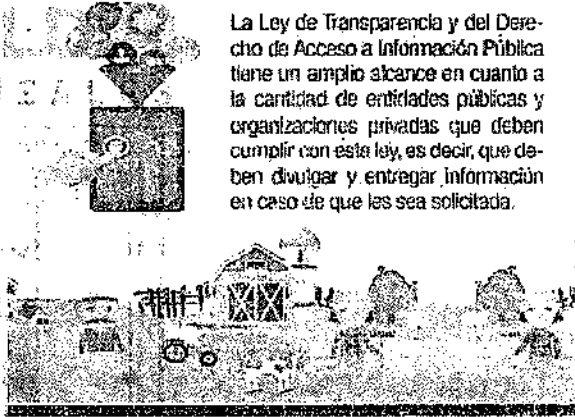 La Ley de Transparencia y del Dere-
cho de Acceso a Información Pública
tiene un amplio alcance en cuanto a
la cantidad de entidades públicas y
organizaciones privadas que deben
cumplir con esta ley, es decir, que de-
ben divulgar y entregar información
en caso de que les sea solicitada.